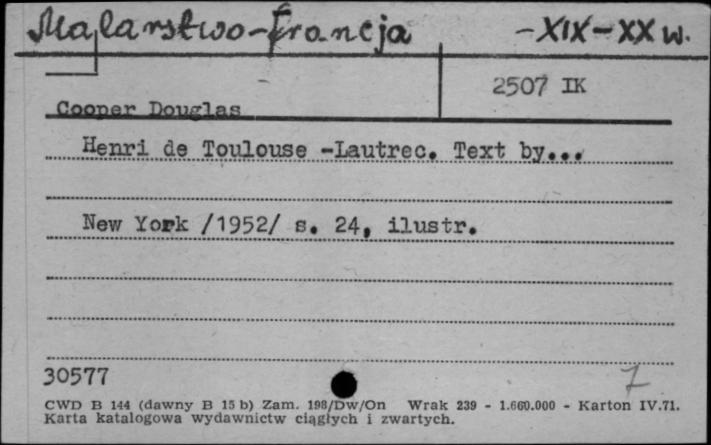 Malarstwo-Francja -XIX-XX w.
2507 IK
Cooper Douglas
Henri de Toulouse -Lautrec. Text by...
New York /1952/ s. 24, ilustr.
30577 7
CWD B 144 (dawny B 15 b) Zam. 198/Dw/On Wrak 239 - 1.660.000 - Karton IV.71.
Karta katalogowa wydawnictw ciągłych i zwartych.